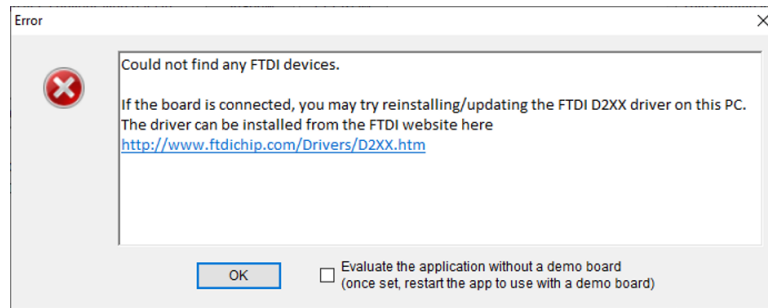 Error
Could not find any FTDI devices.
If the board is connected, you may try reinstalling/updating the FTDI D2XX driver on this PC.
The driver can be installed from the FTDI website here
http://www.ftdichip.com/Drivers/D2XX.htm
OK
Evaluate the application without a demo board
(once set, restart the app to use with a demo board)